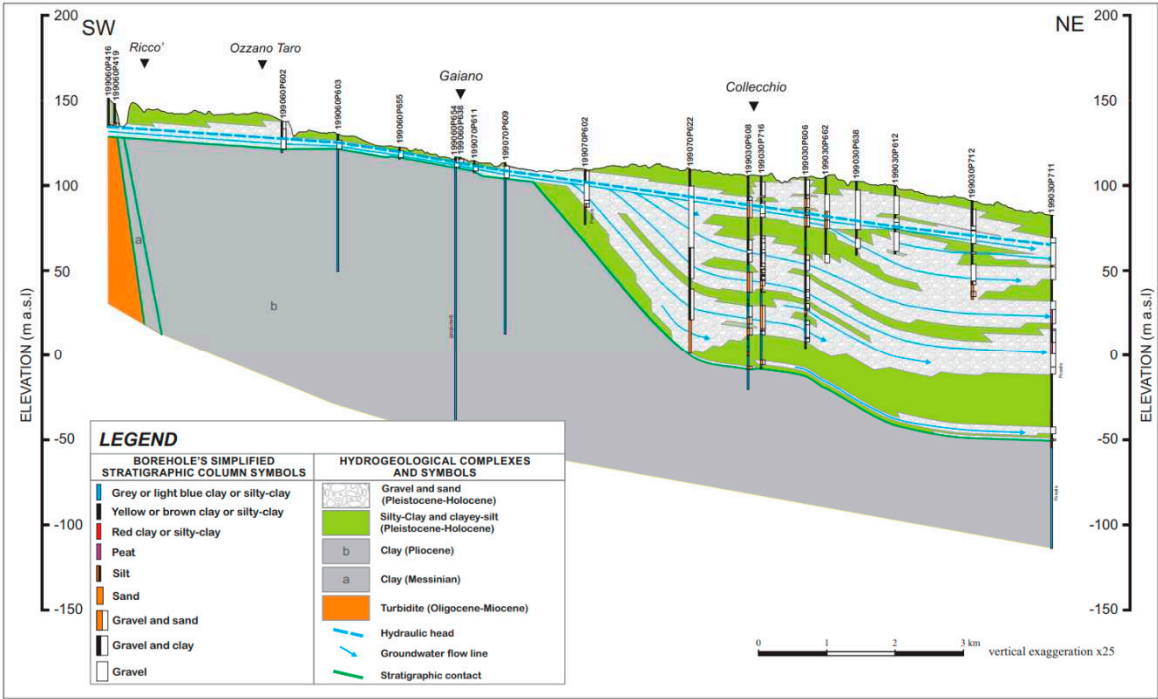 200
SW
NE
200
Ricco'
Ozzano Taro
Gaiano
Collecchio
199060P416
199060P419
199060P602
199060P603
199060P655
199060P654
199060P636
199070P611
199070P609
199070P602
199070P622
199030P608
199030P716
199030P606
199030P662
199030P638
199030P612
199030P712
199030P711
150
150
100
100
50
50
0
0
-50
-50
-100
-100
-150
-150
ELEVATION (m a.s.l)
ELEVATION (m a.s.l)
a
b
LEGEND
BOREHOLE'S SIMPLIFIED
STRATIGRAPHIC COLUMN SYMBOLS
Grey or light blue clay or silty-clay
Yellow or brown clay or silty-clay
Red clay or silty-clay
Peat
Silt
Sand
Gravel and sand
Gravel and clay
Gravel
HYDROGEOLOGICAL COMPLEXES
AND SYMBOLS
Gravel and sand
(Pleistocene-Holocene)
Silty-Clay and clayey-silt
(Pleistocene-Holocene)
b
Clay (Pliocene)
a
Clay (Messinian)
Turbidite (Oligocene-Miocene)
Hydraulic head
Groundwater flow line
Stratigraphic contact
0
1
2
3 km
vertical exaggeration x25